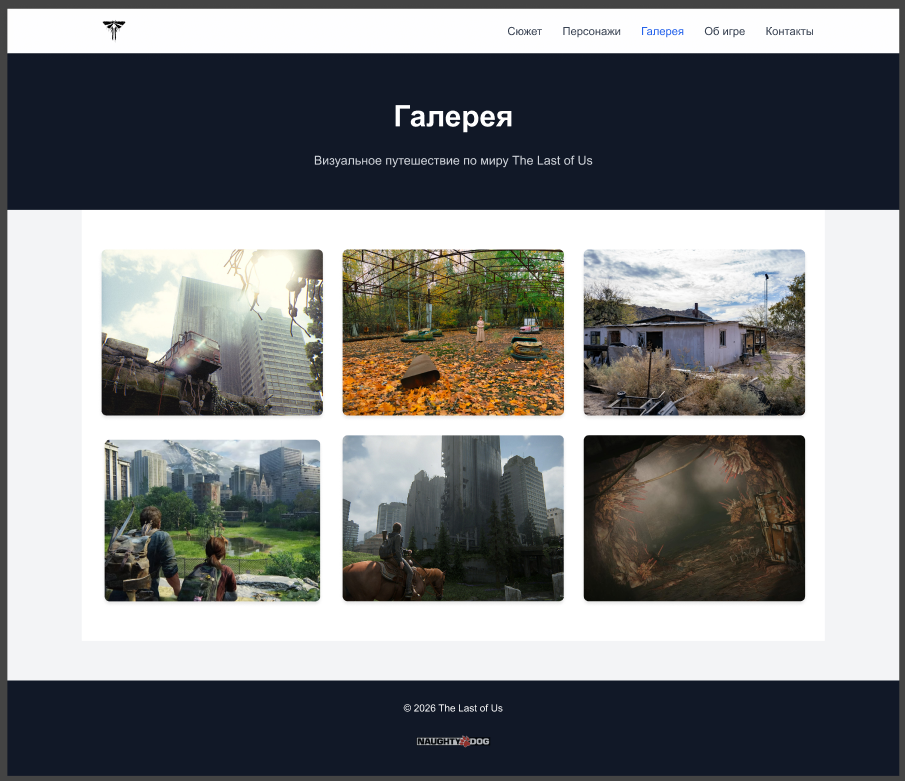 Сюжет Персонажи Галерея Об игре Контакты
Галерея
Визуальное путешествие по миру The Last of Us
© 2026 The Last of Us
NAUGHTY DOG